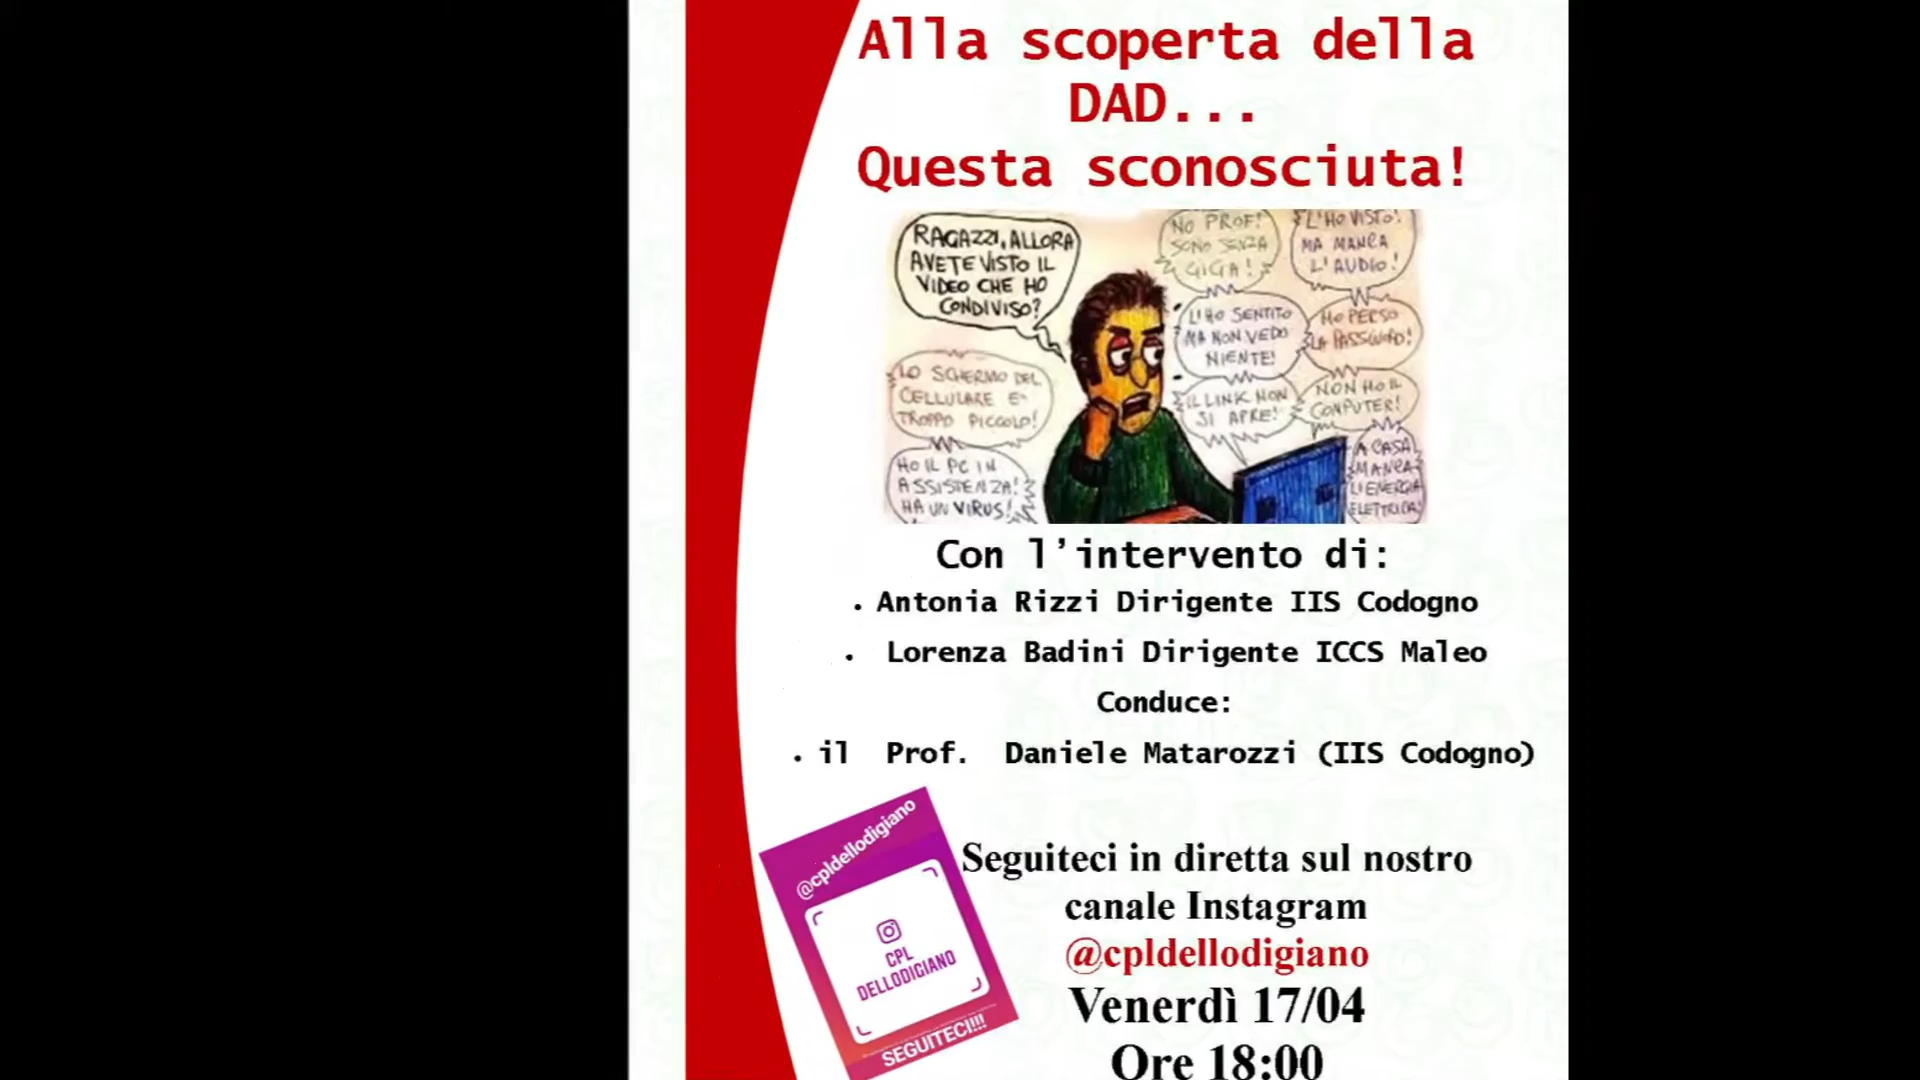 Alla scoperta della
DAD...
Questa sconosciuta!
RAGAZZI, ALLORA
AVETE VISTO IL
VIDEO CHE HO
CONDIVISO?
NO PROF!
SONO SENZA
GIGA!
L'HO VISTO!
MA MANCA
L'AUDIO!
L'HO SENTITO
MA NON VEDO
NIENTE!
HO PERSO
LA PASSWORD!
LO SCHERMO DEL
CELLULARE E'
TROPPO PICCOLO!
IL LINK NON
SI APRE!
NON HO IL
COMPUTER!
HO IL PC IN
ASSISTENZA!
HA UN VIRUS!
A CASA
MANCA
L'ENERGIA
ELETTRICA!
Con l'intervento di:
• Antonia Rizzi Dirigente IIS Codogno
• Lorenza Badini Dirigente ICCS Maleo
Conduce:
• il Prof. Daniele Matarozzi (IIS Codogno)
@cpldellodigiano
CPL
DELLODIGIANO
SEGUITECI!!!
Seguiteci in diretta sul nostro
canale Instagram
@cpldellodigiano
Venerdì 17/04
Ore 18:00